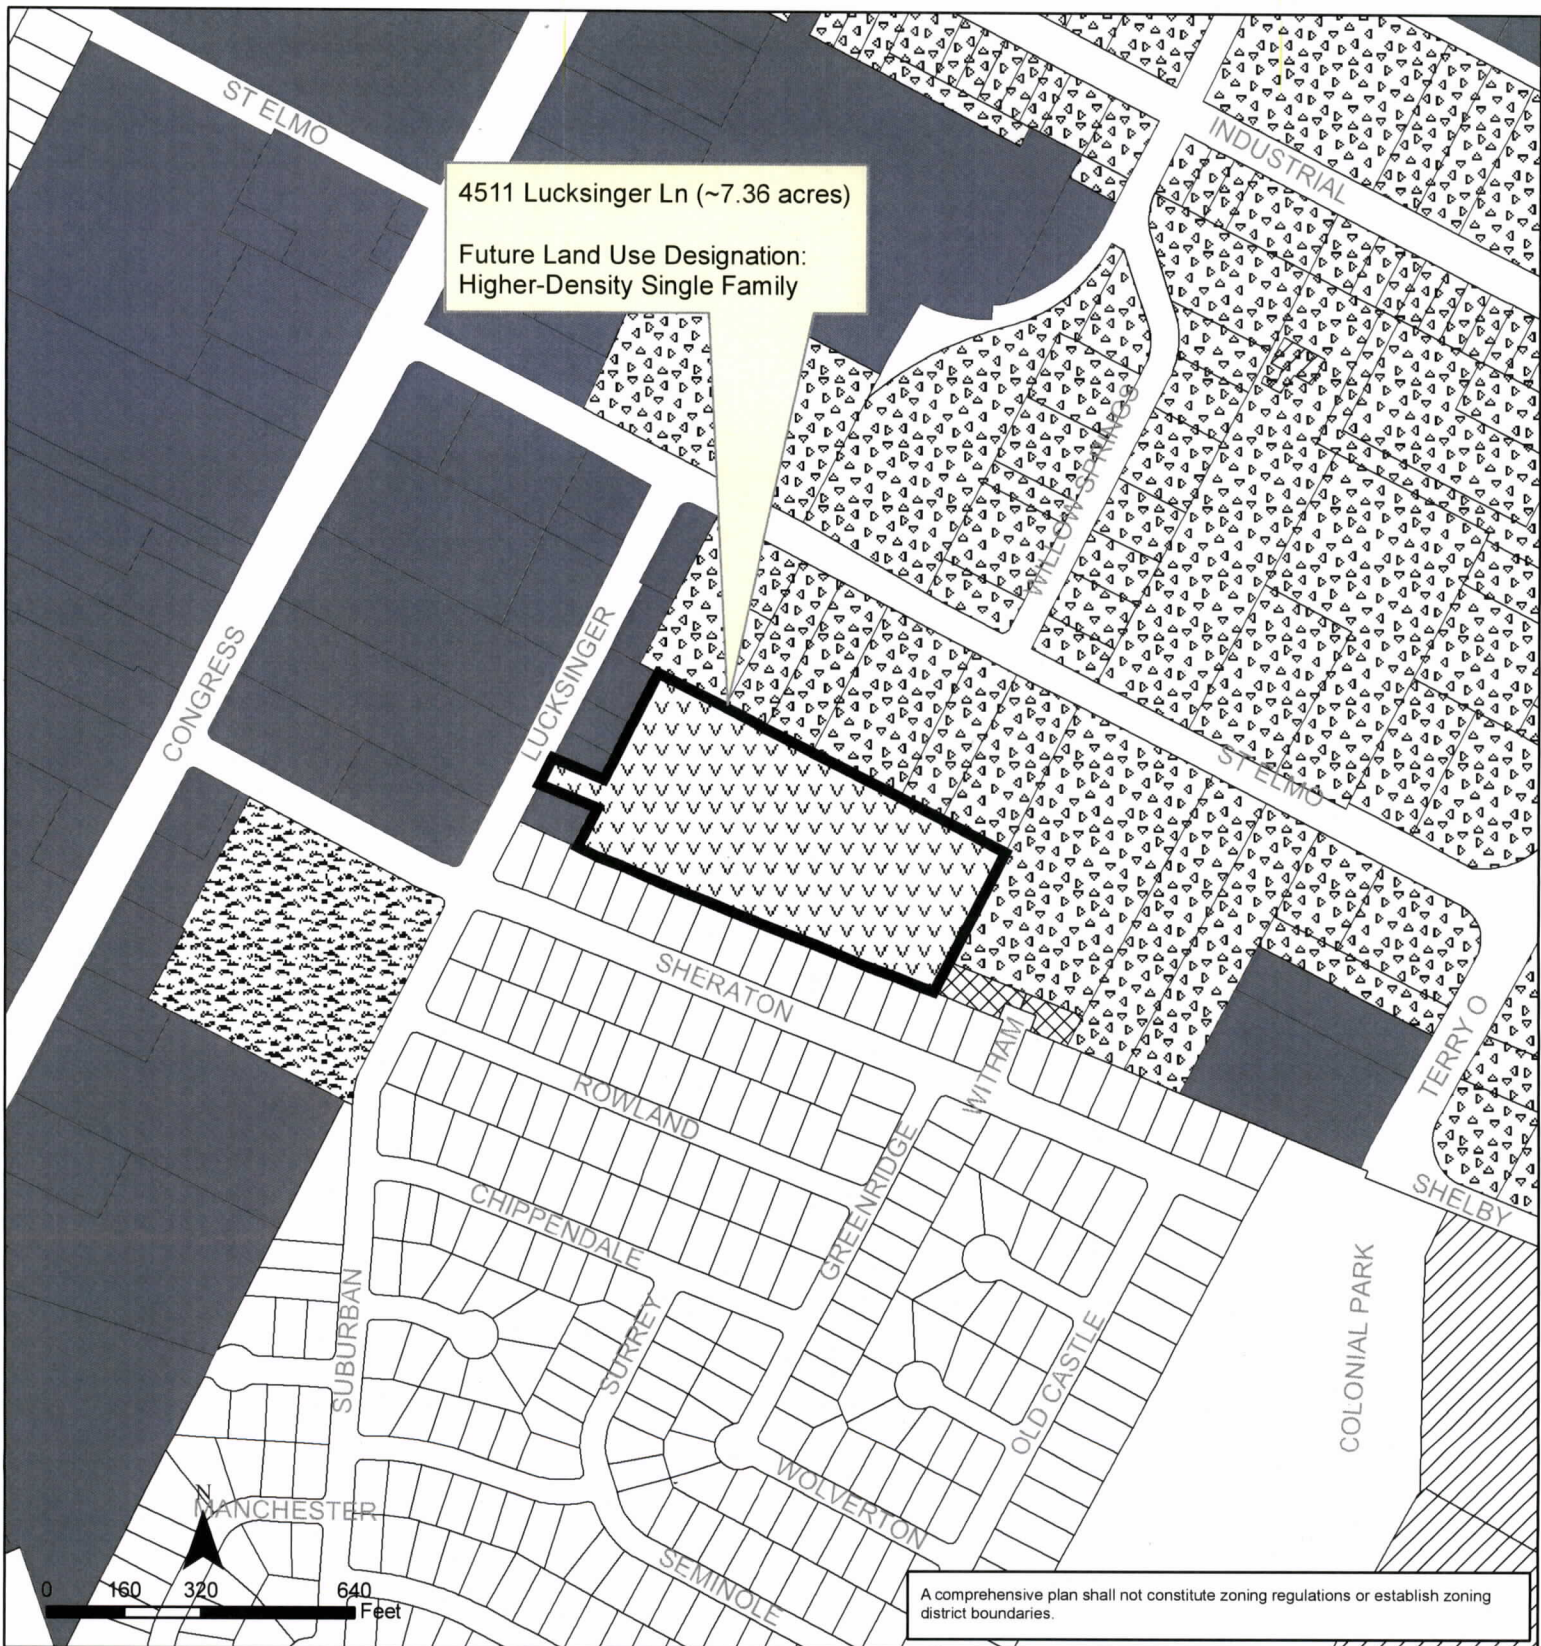 ST ELMO
INDUSTRIAL
4511 Lucksinger Ln (~7.36 acres)
Future Land Use Designation:
Higher-Density Single Family
WILLOW SPRINGS
CONGRESS
LUCKSINGER
ST ELMO
SHERATON
WITHAM
TERRY O
ROWLAND
GREENRIDGE
SHELBY
CHIPPENDALE
SUBURBAN
SURREY
OLD CASTLE
COLONIAL PARK
WOLVERTON
N
MANCHESTER
SEMINOLE
0 160 320 640
Feet
A comprehensive plan shall not constitute zoning regulations or establish zoning
district boundaries.